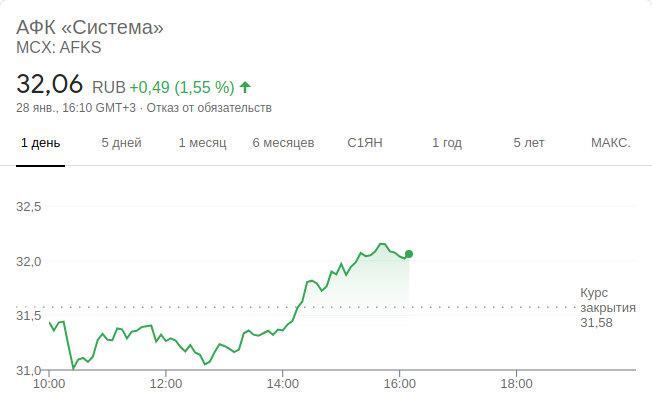 АФК «Система»
MCX: AFKS
32,06 RUB +0,49 (1,55 %)
28 янв., 16:10 GMT+3 · Отказ от обязательств
1 день 5 дней 1 месяц 6 месяцев С1ЯН 1 год 5 лет МАКС.
32,5
32,0
Курс
закрытия
31,5
31,58
31,0
10:00 12:00 14:00 16:00 18:00